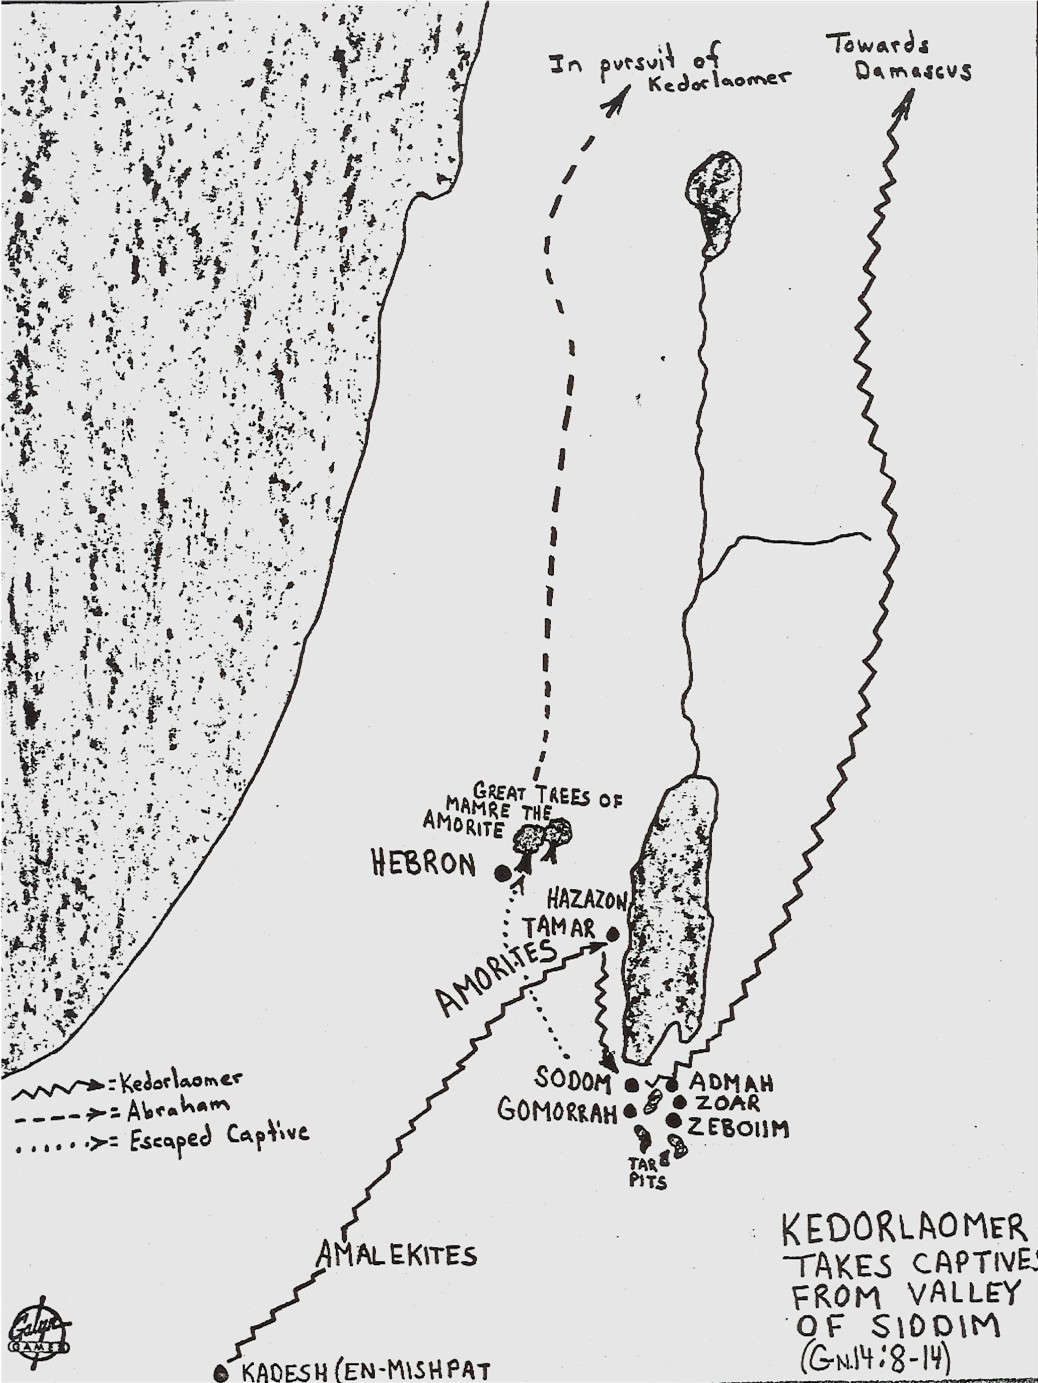 In pursuit of
Kedorlaomer
Towards
Damascus
GREAT TREES OF
MAMRE THE
AMORITE
HEBRON
HAZAZON
TAMAR
AMORITES
=Kedorlaomer
=Abraham
=Escaped Captive
SODOM
ADMAH
GOMORRAH
ZOAR
ZEBOIIM
TAR
PITS
AMALEKITES
KADESH (EN-MISHPAT
KEDORLAOMER
TAKES CAPTIVES
FROM VALLEY
OF SIDDIM
(GN.14:8-14)
GAMES